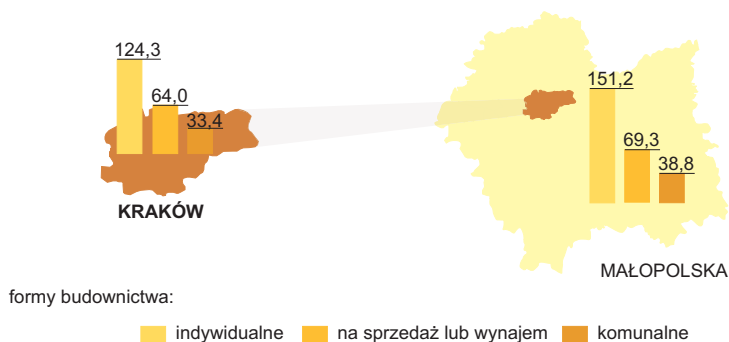 124,3
64,0
33,4
KRAKÓW
151,2
69,3
38,8
MAŁOPOLSKA
formy budownictwa:
indywidualne na sprzedaż lub wynajem komunalne